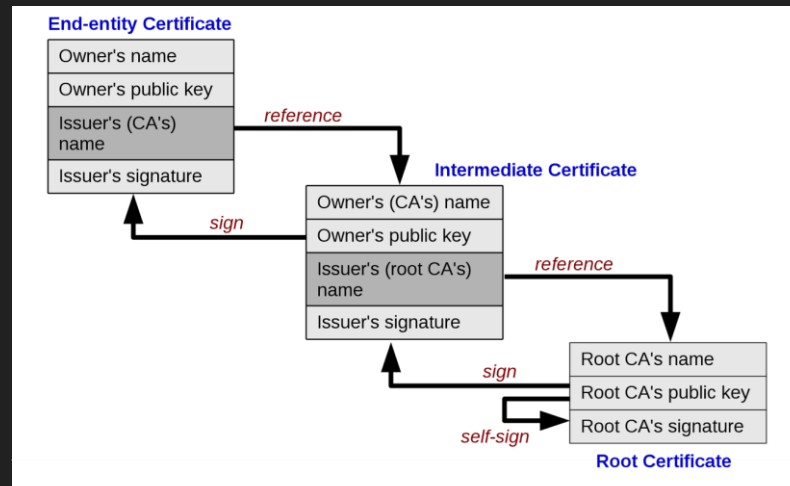 End-entity Certificate
Owner's name
Owner's public key
Issuer's (CA's)
name
Issuer's signature
reference
sign
Intermediate Certificate
Owner's (CA's) name
Owner's public key
Issuer's (root CA's)
name
Issuer's signature
reference
sign
self-sign
Root CA's name
Root CA's public key
Root CA's signature
Root Certificate